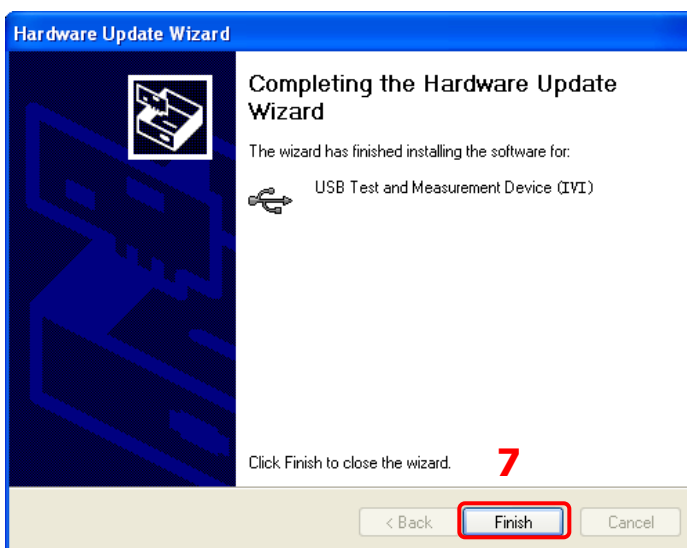 Hardware Update Wizard
Completing the Hardware Update
Wizard
The wizard has finished installing the software for:
USB Test and Measurement Device (IVI)
Click Finish to close the wizard.
7
< Back
Finish
Cancel